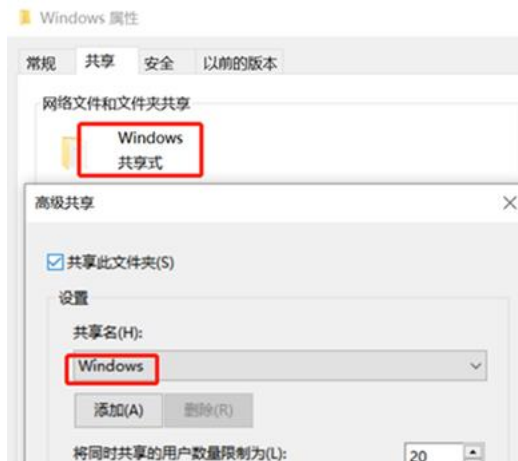 Windows 属性
常规 共享 安全 以前的版本
网络文件和文件夹共享
Windows
共享式
高级共享
共享此文件夹(S)
设置
共享名(H):
Windows
添加(A) 删除(R)
将同时共享的用户数量限制为(L): 20